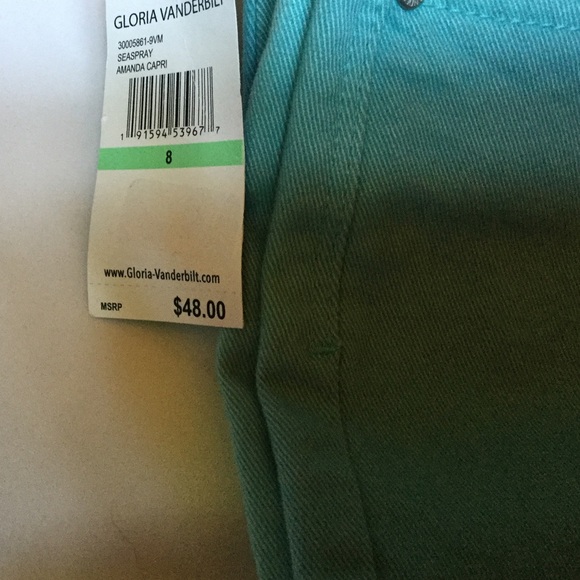 GLORIA VANDERBILT
30005861-9VM
SEASPRAY
AMANDA CAPRI
1 91594 53967 7
8
www.Gloria-Vanderbilt.com
MSRP $48.00